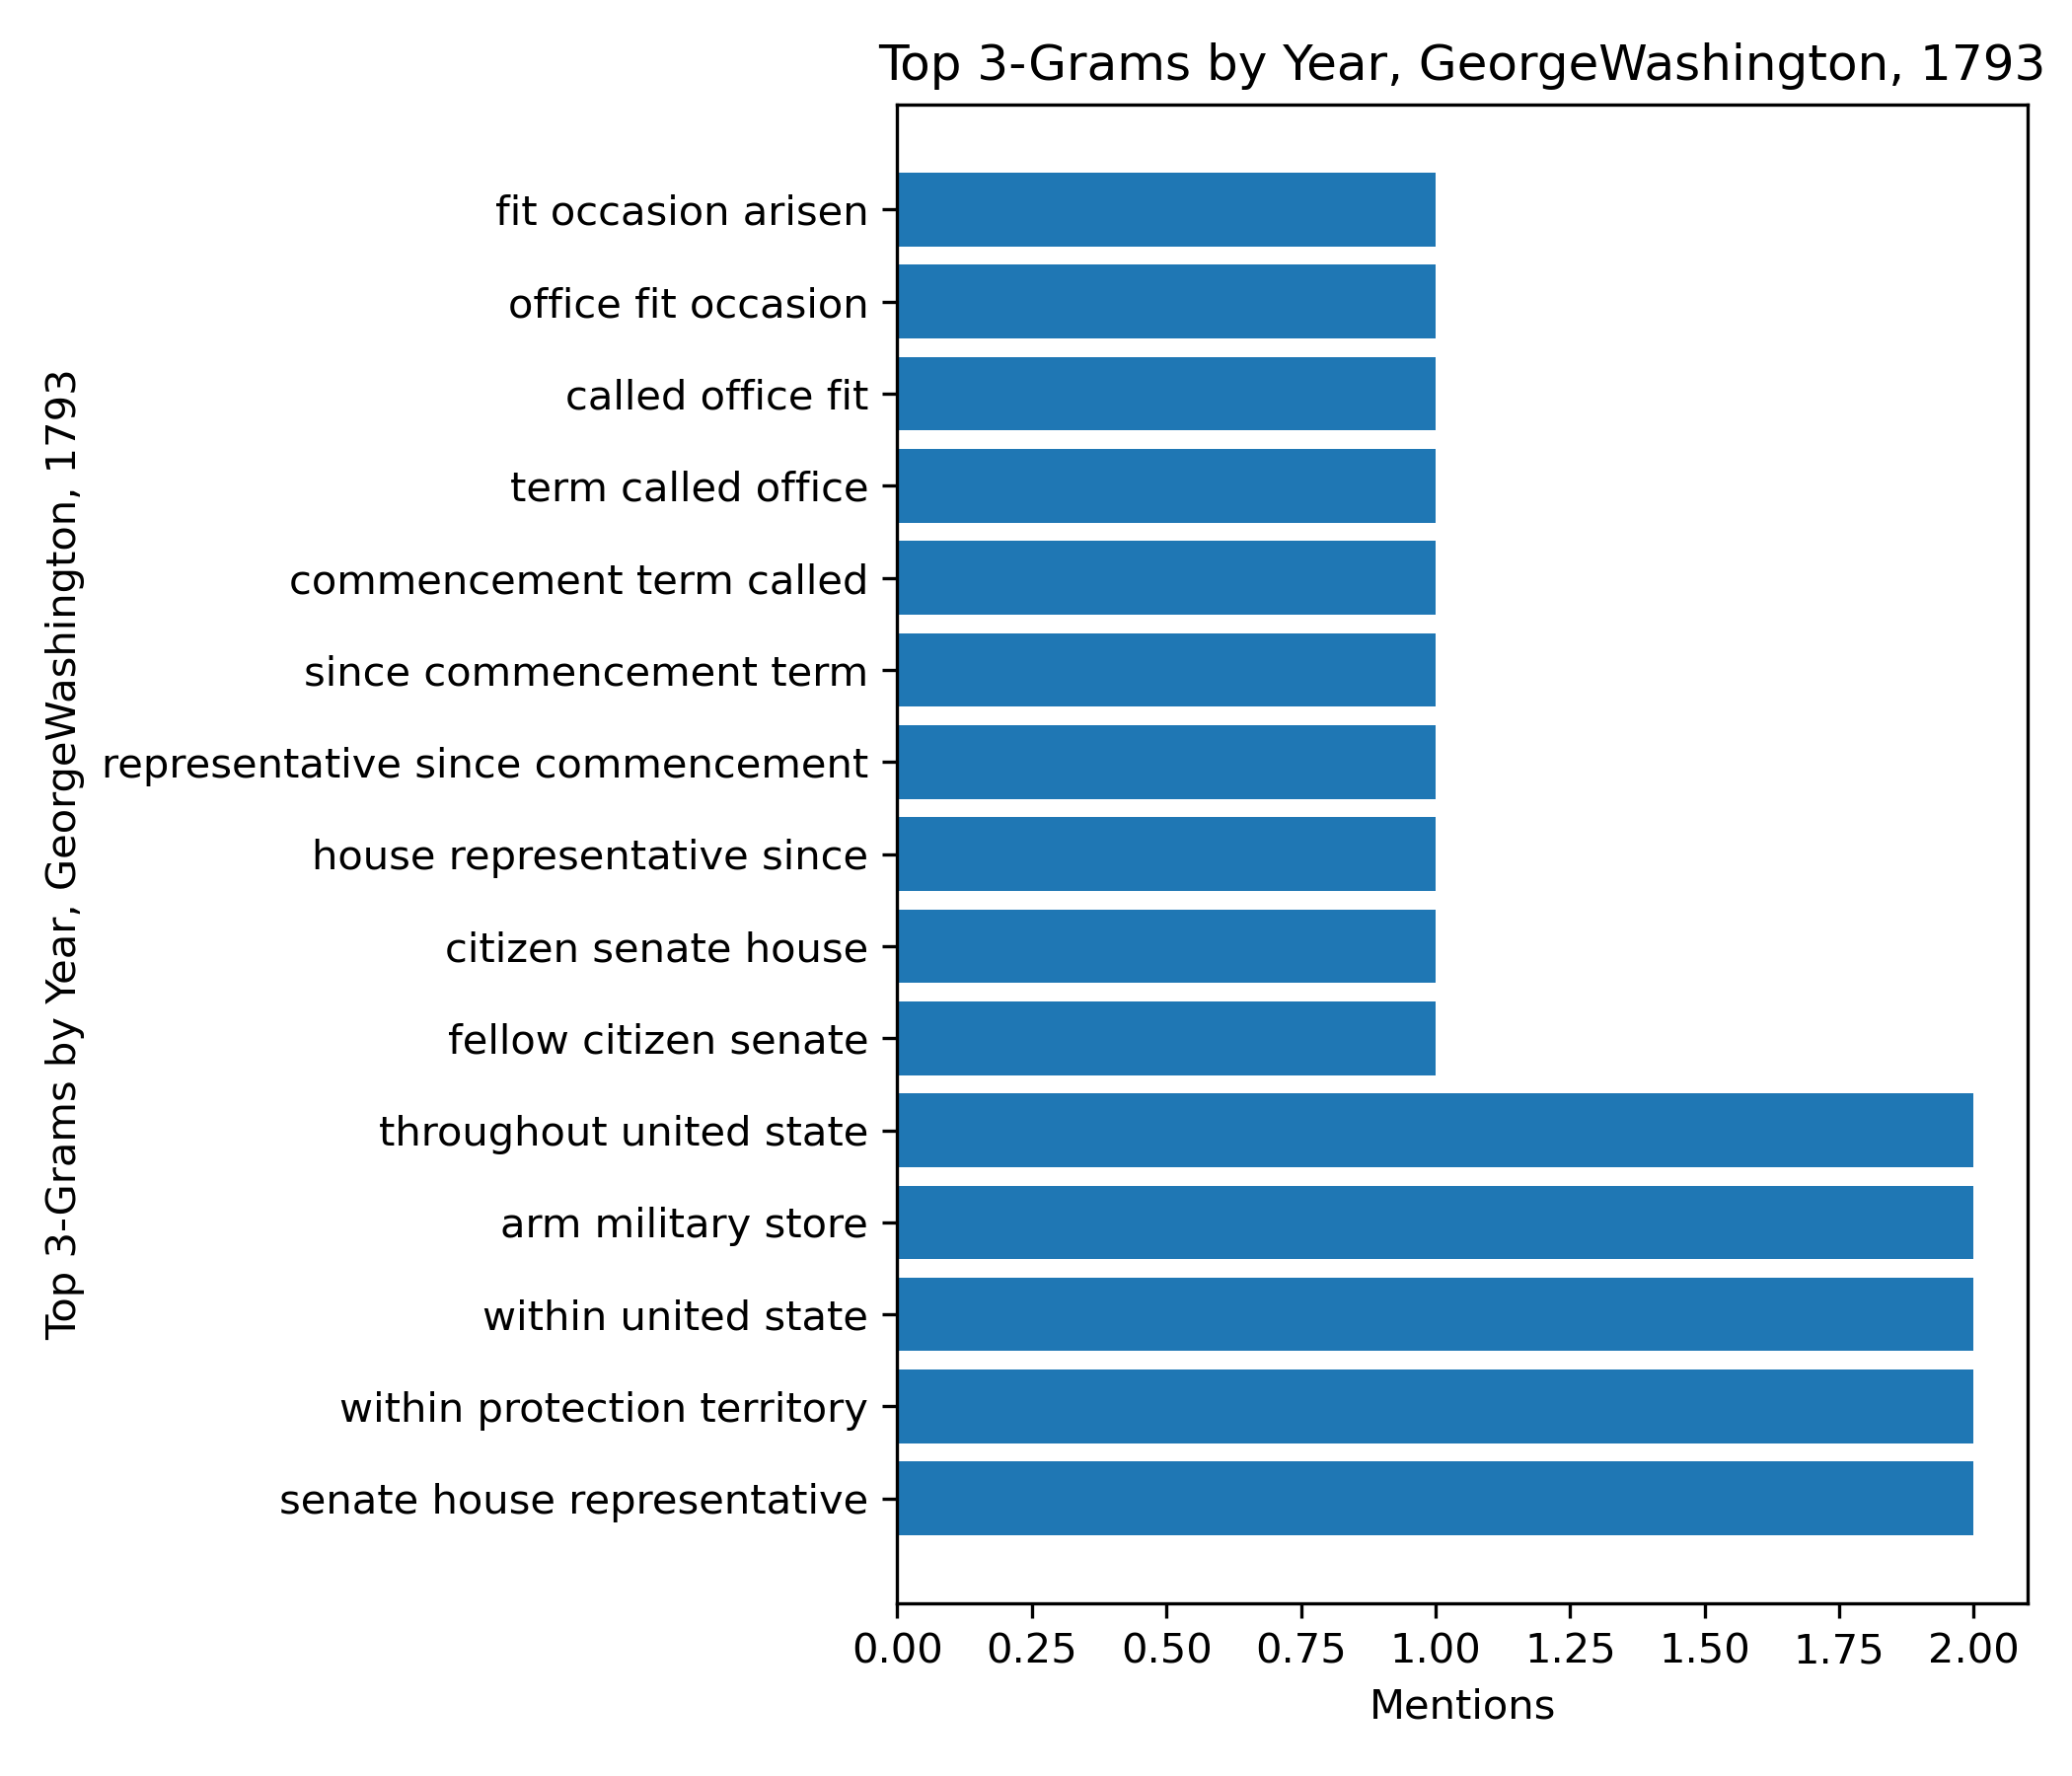 Top 3-Grams by Year, GeorgeWashington, 1793
Top 3-Grams by Year, GeorgeWashington, 1793
fit occasion arisen
office fit occasion
called office fit
term called office
commencement term called
since commencement term
representative since commencement
house representative since
citizen senate house
fellow citizen senate
throughout united state
arm military store
within united state
within protection territory
senate house representative
0.00 0.25 0.50 0.75 1.00 1.25 1.50 1.75 2.00
Mentions